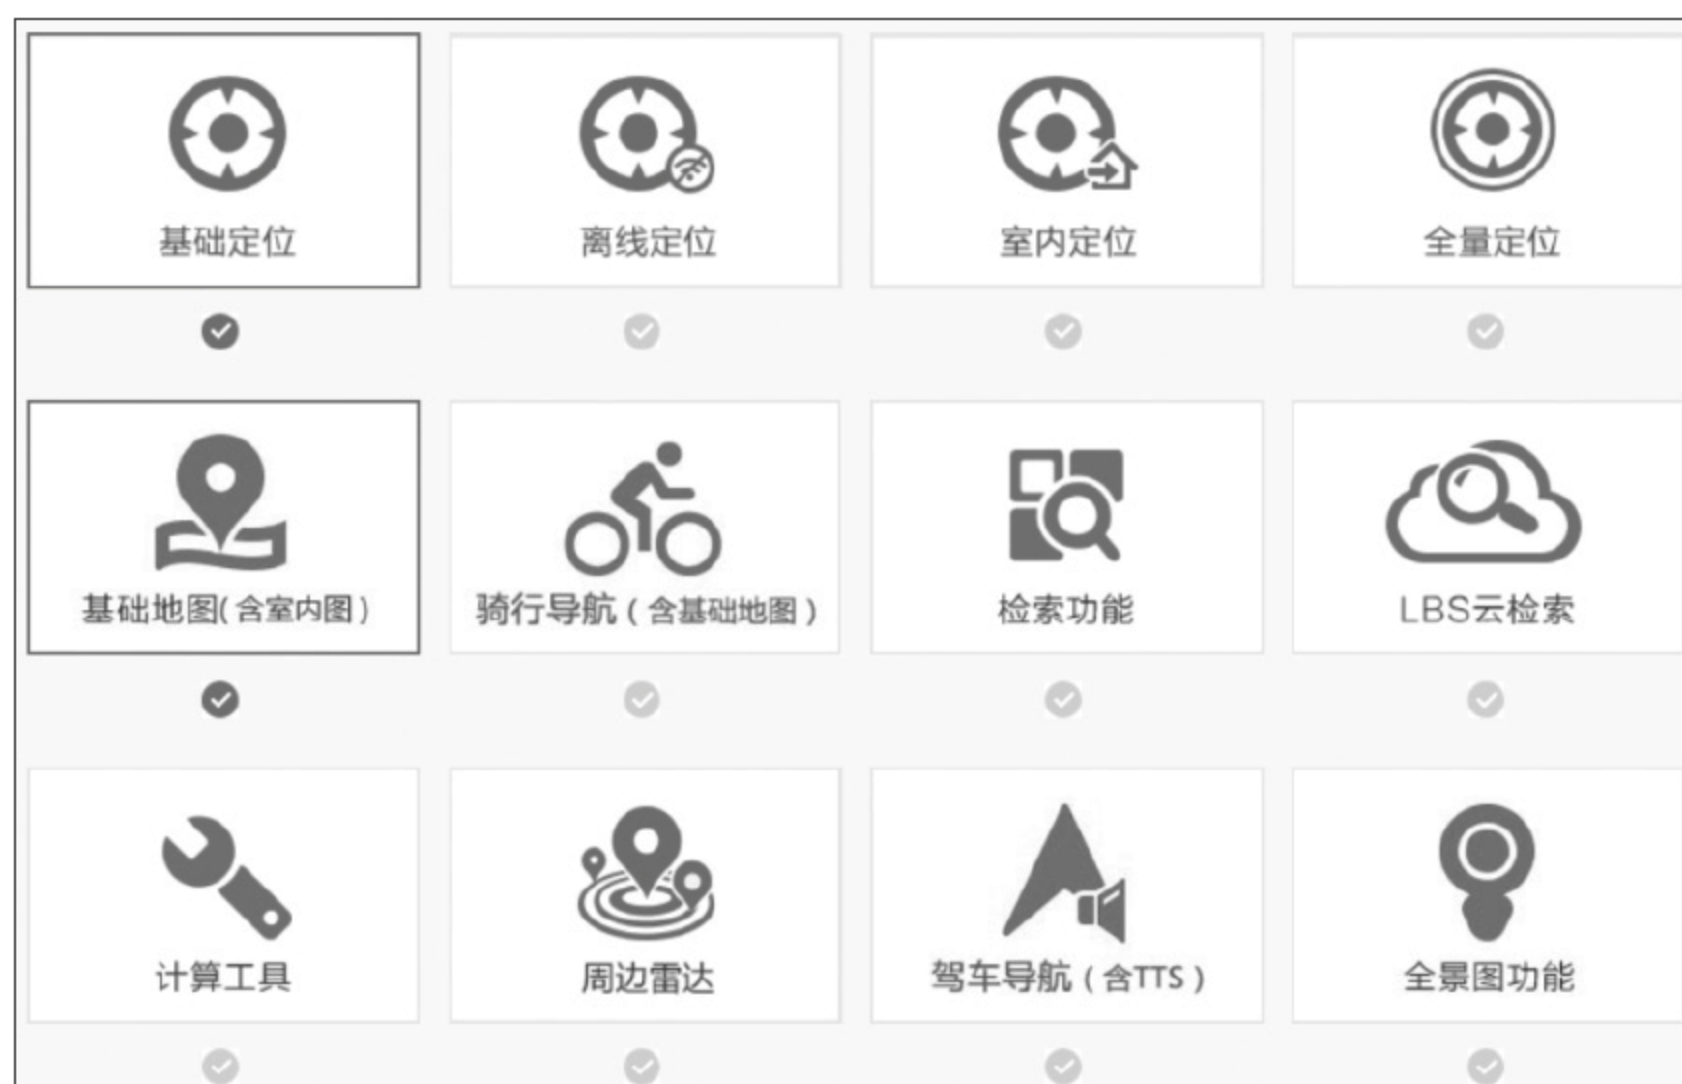 基础定位
离线定位
室内定位
全量定位
基础地图(含室内图)
骑行导航(含基础地图)
检索功能
LBS云检索
计算工具
周边雷达
驾车导航(含TTS)
全景图功能